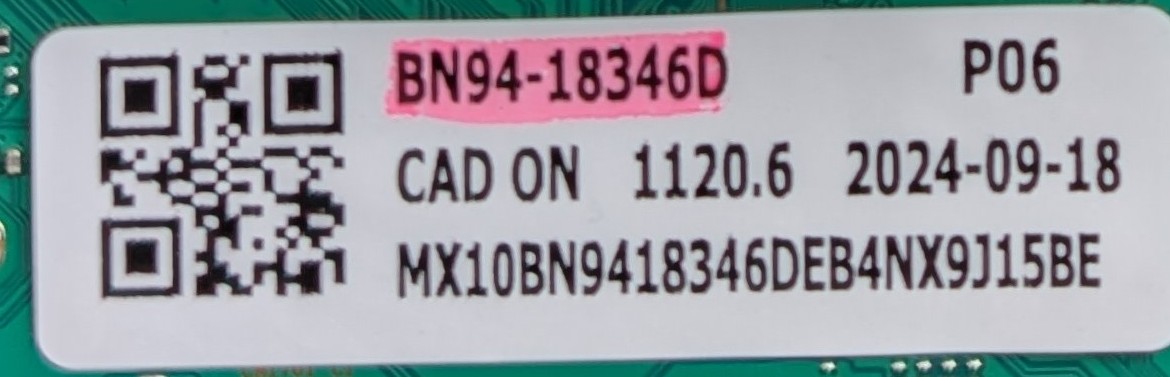 BN94-18346D P06
CAD ON 1120.6 2024-09-18
MX10BN9418346DEB4NX9J15BE